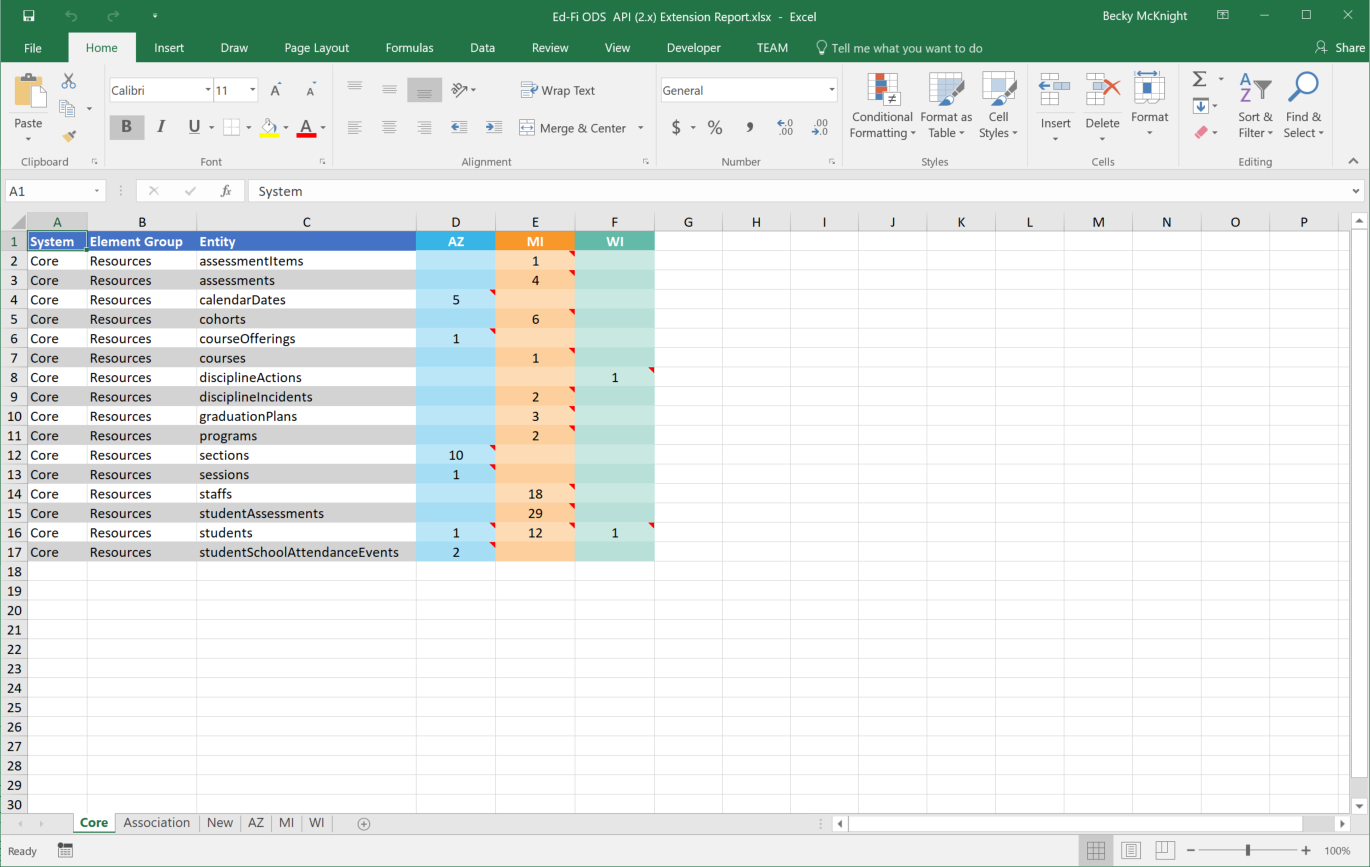 Ed-Fi ODS  API (2.x) Extension Report.xlsx  -  Excel
Becky McKnight
File Home Insert Draw Page Layout Formulas Data Review View Developer TEAM Tell me what you want to do Share
Paste
Clipboard
Calibri 11
A A
B I U A
Font
Wrap Text
Merge & Center
Alignment
General
$ % , .00 .0 .00 .0
Number
Conditional Formatting
Format as Table
Cell Styles
Styles
Insert Delete Format
Cells
Sort & Filter
Find & Select
Editing
A1 fx System
A B C D E F G H I J K L M N O P
1 System Element Group Entity AZ MI WI
2 Core Resources assessmentItems 1
3 Core Resources assessments 4
4 Core Resources calendarDates 5
5 Core Resources cohorts 6
6 Core Resources courseOfferings 1
7 Core Resources courses 1
8 Core Resources disciplineActions 1
9 Core Resources disciplineIncidents 2
10 Core Resources graduationPlans 3
11 Core Resources programs 2
12 Core Resources sections 10
13 Core Resources sessions 1
14 Core Resources staffs 18
15 Core Resources studentAssessments 29
16 Core Resources students 1 12 1
17 Core Resources studentSchoolAttendanceEvents 2
18
19
20
21
22
23
24
25
26
27
28
29
30
Core Association New AZ MI WI
Ready 100%